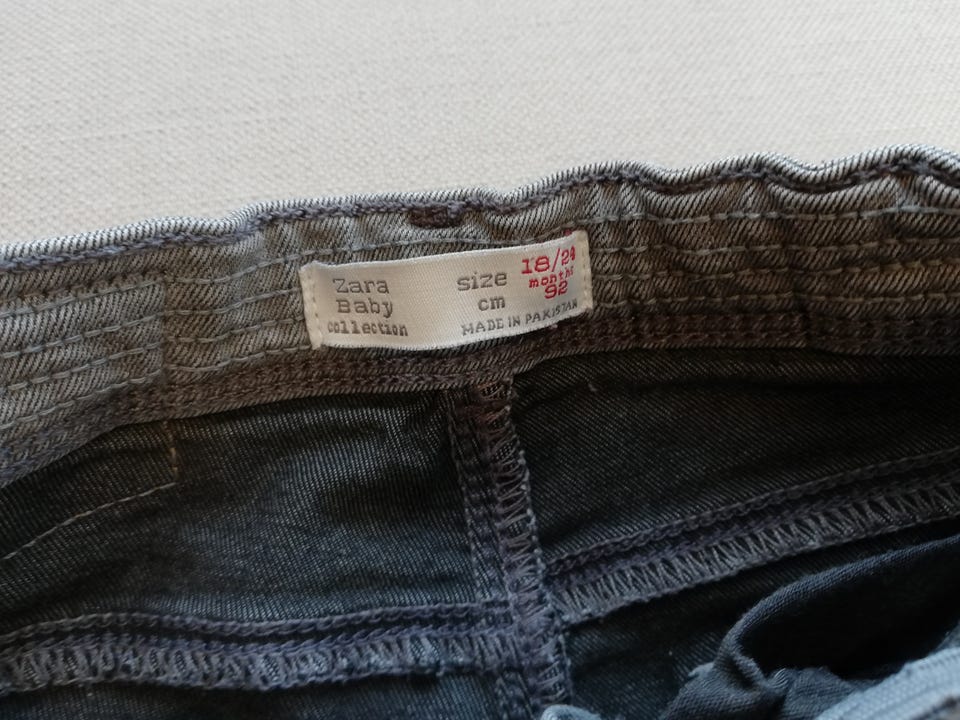 Zara
Baby
collection
size
cm
18/24
months
92
MADE IN PAKISTAN